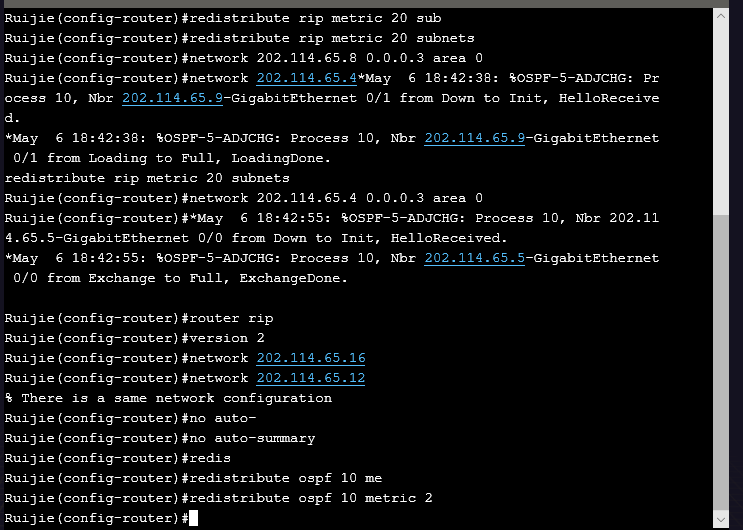 Ruijie(config-router)#redistribute rip metric 20 sub
Ruijie(config-router)#redistribute rip metric 20 subnets
Ruijie(config-router)#network 202.114.65.8 0.0.0.3 area 0
Ruijie(config-router)#network 202.114.65.4*May  6 18:42:38: %OSPF-5-ADJCHG: Pr
ocess 10, Nbr 202.114.65.9-GigabitEthernet 0/1 from Down to Init, HelloReceive
d.
*May  6 18:42:38: %OSPF-5-ADJCHG: Process 10, Nbr 202.114.65.9-GigabitEthernet
 0/1 from Loading to Full, LoadingDone.
redistribute rip metric 20 subnets
Ruijie(config-router)#network 202.114.65.4 0.0.0.3 area 0
Ruijie(config-router)#*May  6 18:42:55: %OSPF-5-ADJCHG: Process 10, Nbr 202.11
4.65.5-GigabitEthernet 0/0 from Down to Init, HelloReceived.
*May  6 18:42:55: %OSPF-5-ADJCHG: Process 10, Nbr 202.114.65.5-GigabitEthernet
 0/0 from Exchange to Full, ExchangeDone.
Ruijie(config-router)#router rip
Ruijie(config-router)#version 2
Ruijie(config-router)#network 202.114.65.16
Ruijie(config-router)#network 202.114.65.12
% There is a same network configuration
Ruijie(config-router)#no auto-
Ruijie(config-router)#no auto-summary
Ruijie(config-router)#redis
Ruijie(config-router)#redistribute ospf 10 me
Ruijie(config-router)#redistribute ospf 10 metric 2
Ruijie(config-router)#